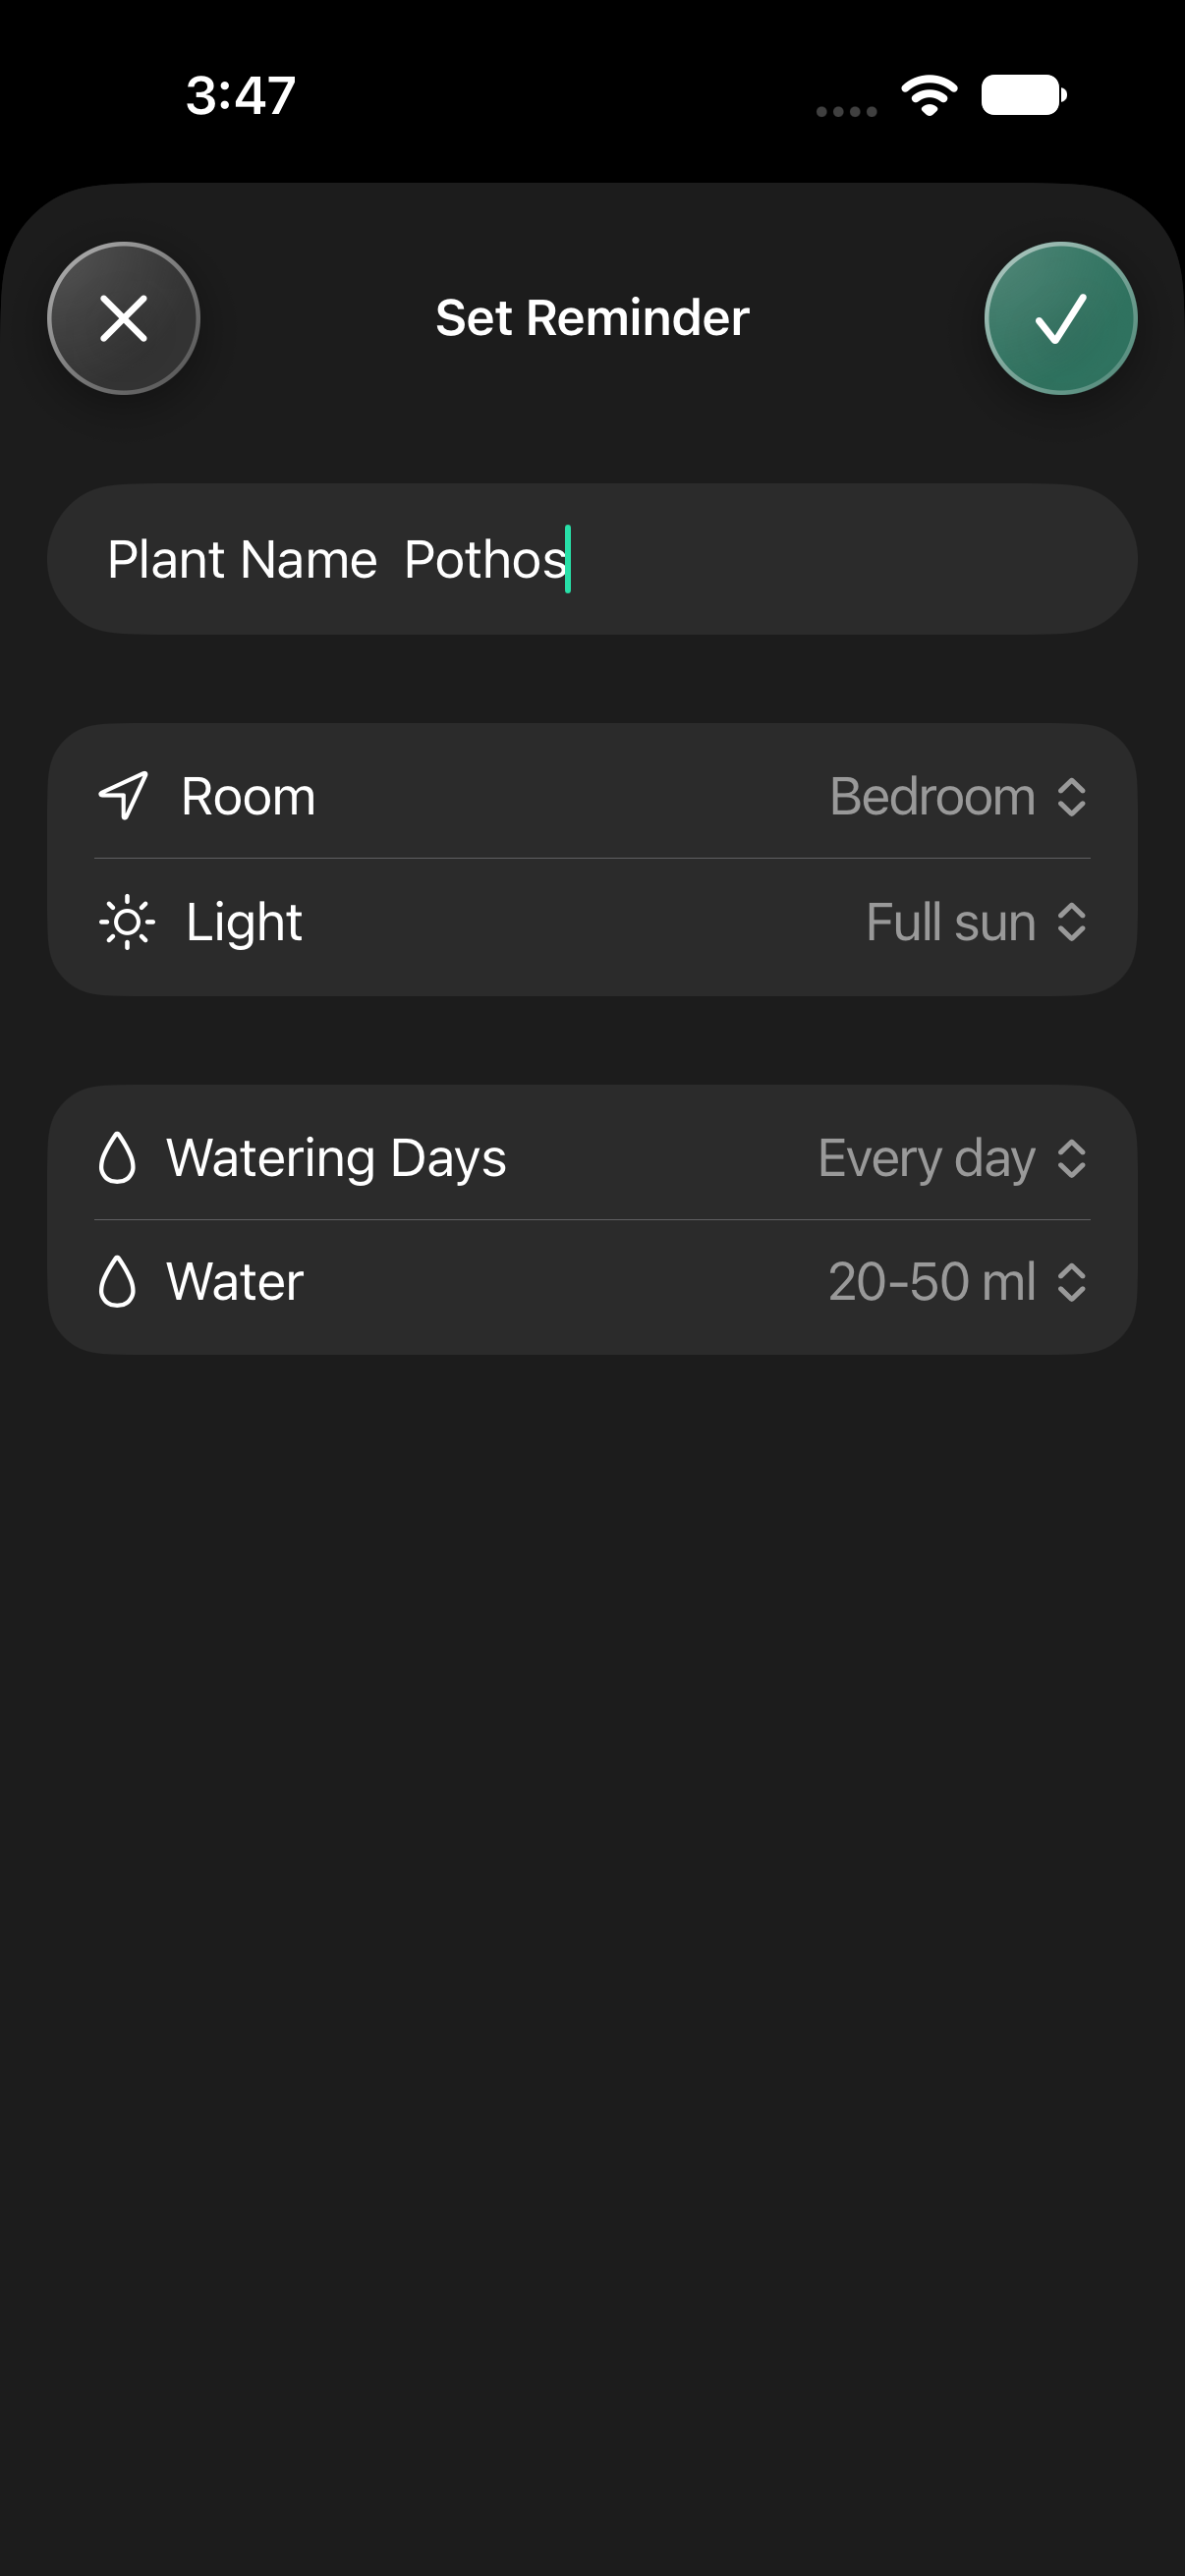 3:47
Set Reminder
Plant Name Pothos
Room Bedroom
Light Full sun
Watering Days Every day
Water 20-50 ml